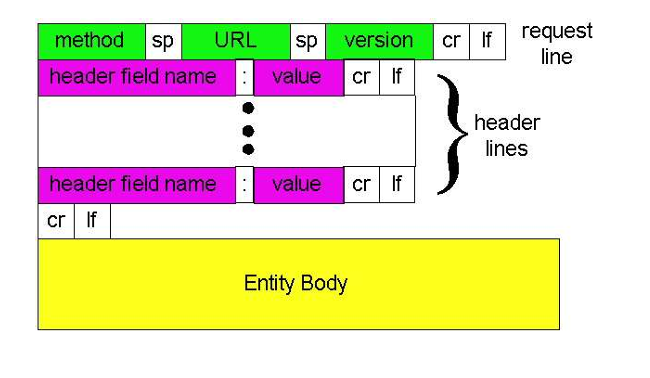 method sp URL sp version cr lf
request
line
header field name : value cr lf
header
lines
header field name : value cr lf
cr lf
Entity Body